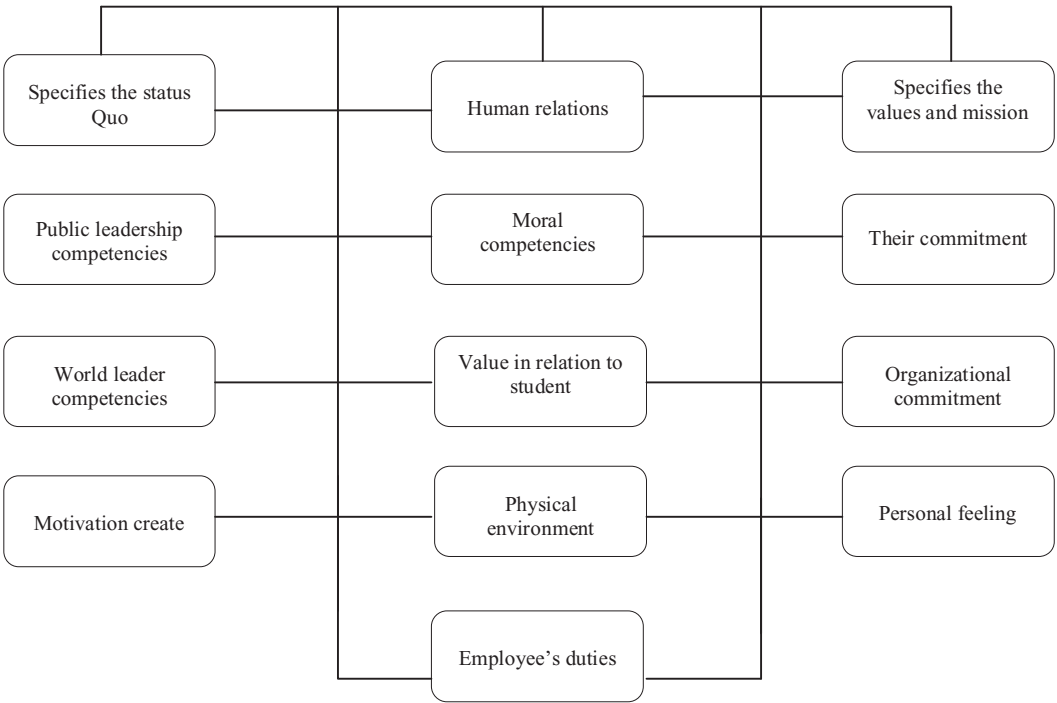 Specifies the status
Quo
Human relations
Specifies the
values and mission
Public leadership
competencies
Moral
competencies
Their commitment
World leader
competencies
Value in relation to
student
Organizational
commitment
Motivation create
Physical
environment
Personal feeling
Employee’s duties